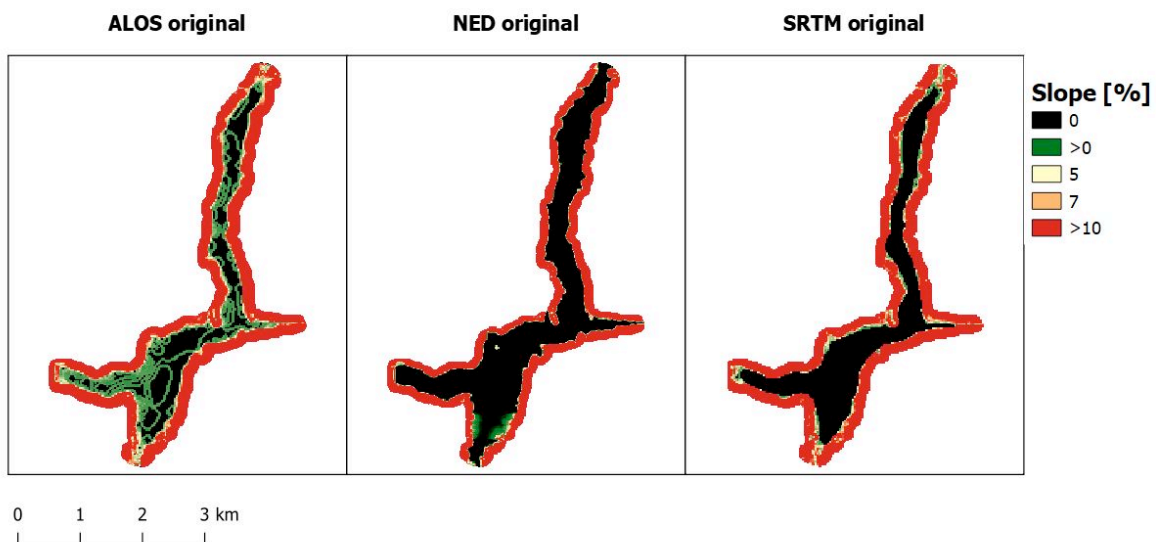 ALOS original
NED original
SRTM original
Slope [%]
0
>0
5
7
>10
0 1 2 3 km